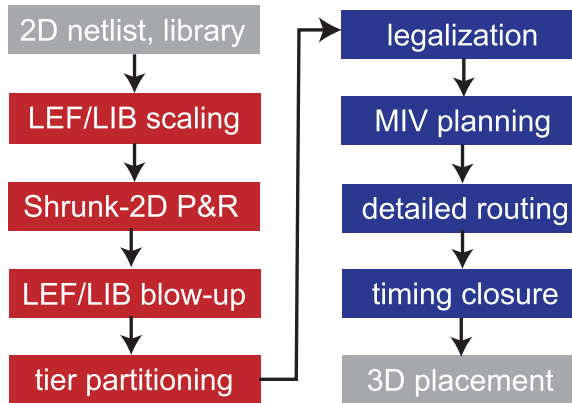 2D netlist, library
LEF/LIB scaling
Shrunk-2D P&R
LEF/LIB blow-up
tier partitioning
legalization
MIV planning
detailed routing
timing closure
3D placement